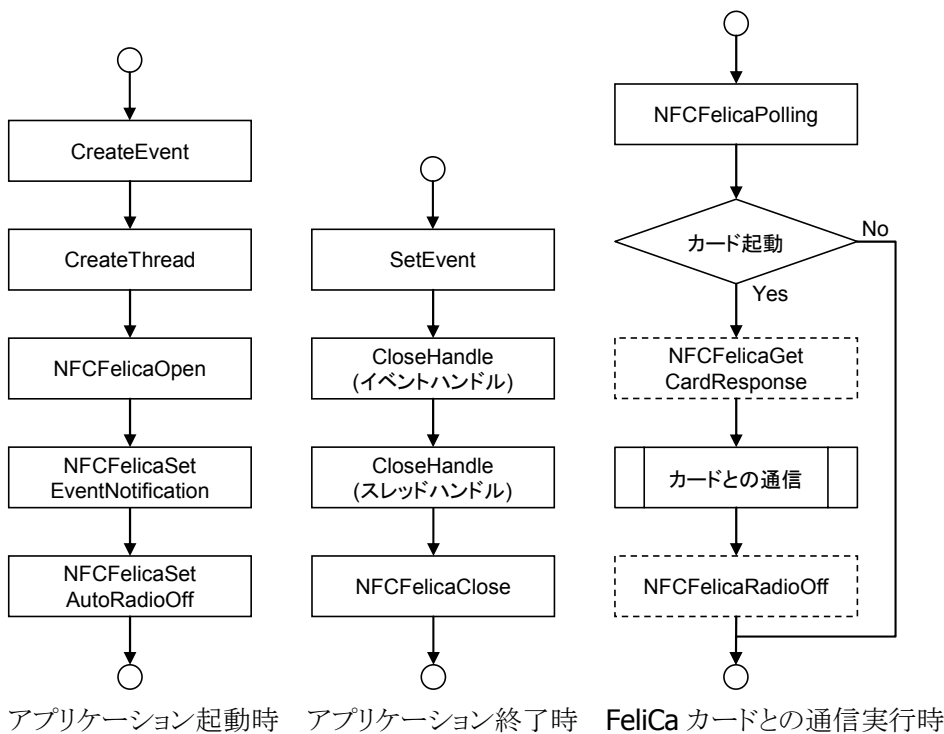 CreateEvent
CreateThread
NFCFelicaOpen
NFCFelicaSet
EventNotification
NFCFelicaSet
AutoRadioOff
アプリケーション起動時
SetEvent
CloseHandle
(イベントハンドル)
CloseHandle
(スレッドハンドル)
NFCFelicaClose
アプリケーション終了時
NFCFelicaPolling
カード起動
No
Yes
NFCFelicaGet
CardResponse
カードとの通信
NFCFelicaRadioOff
FeliCa カードとの通信実行時